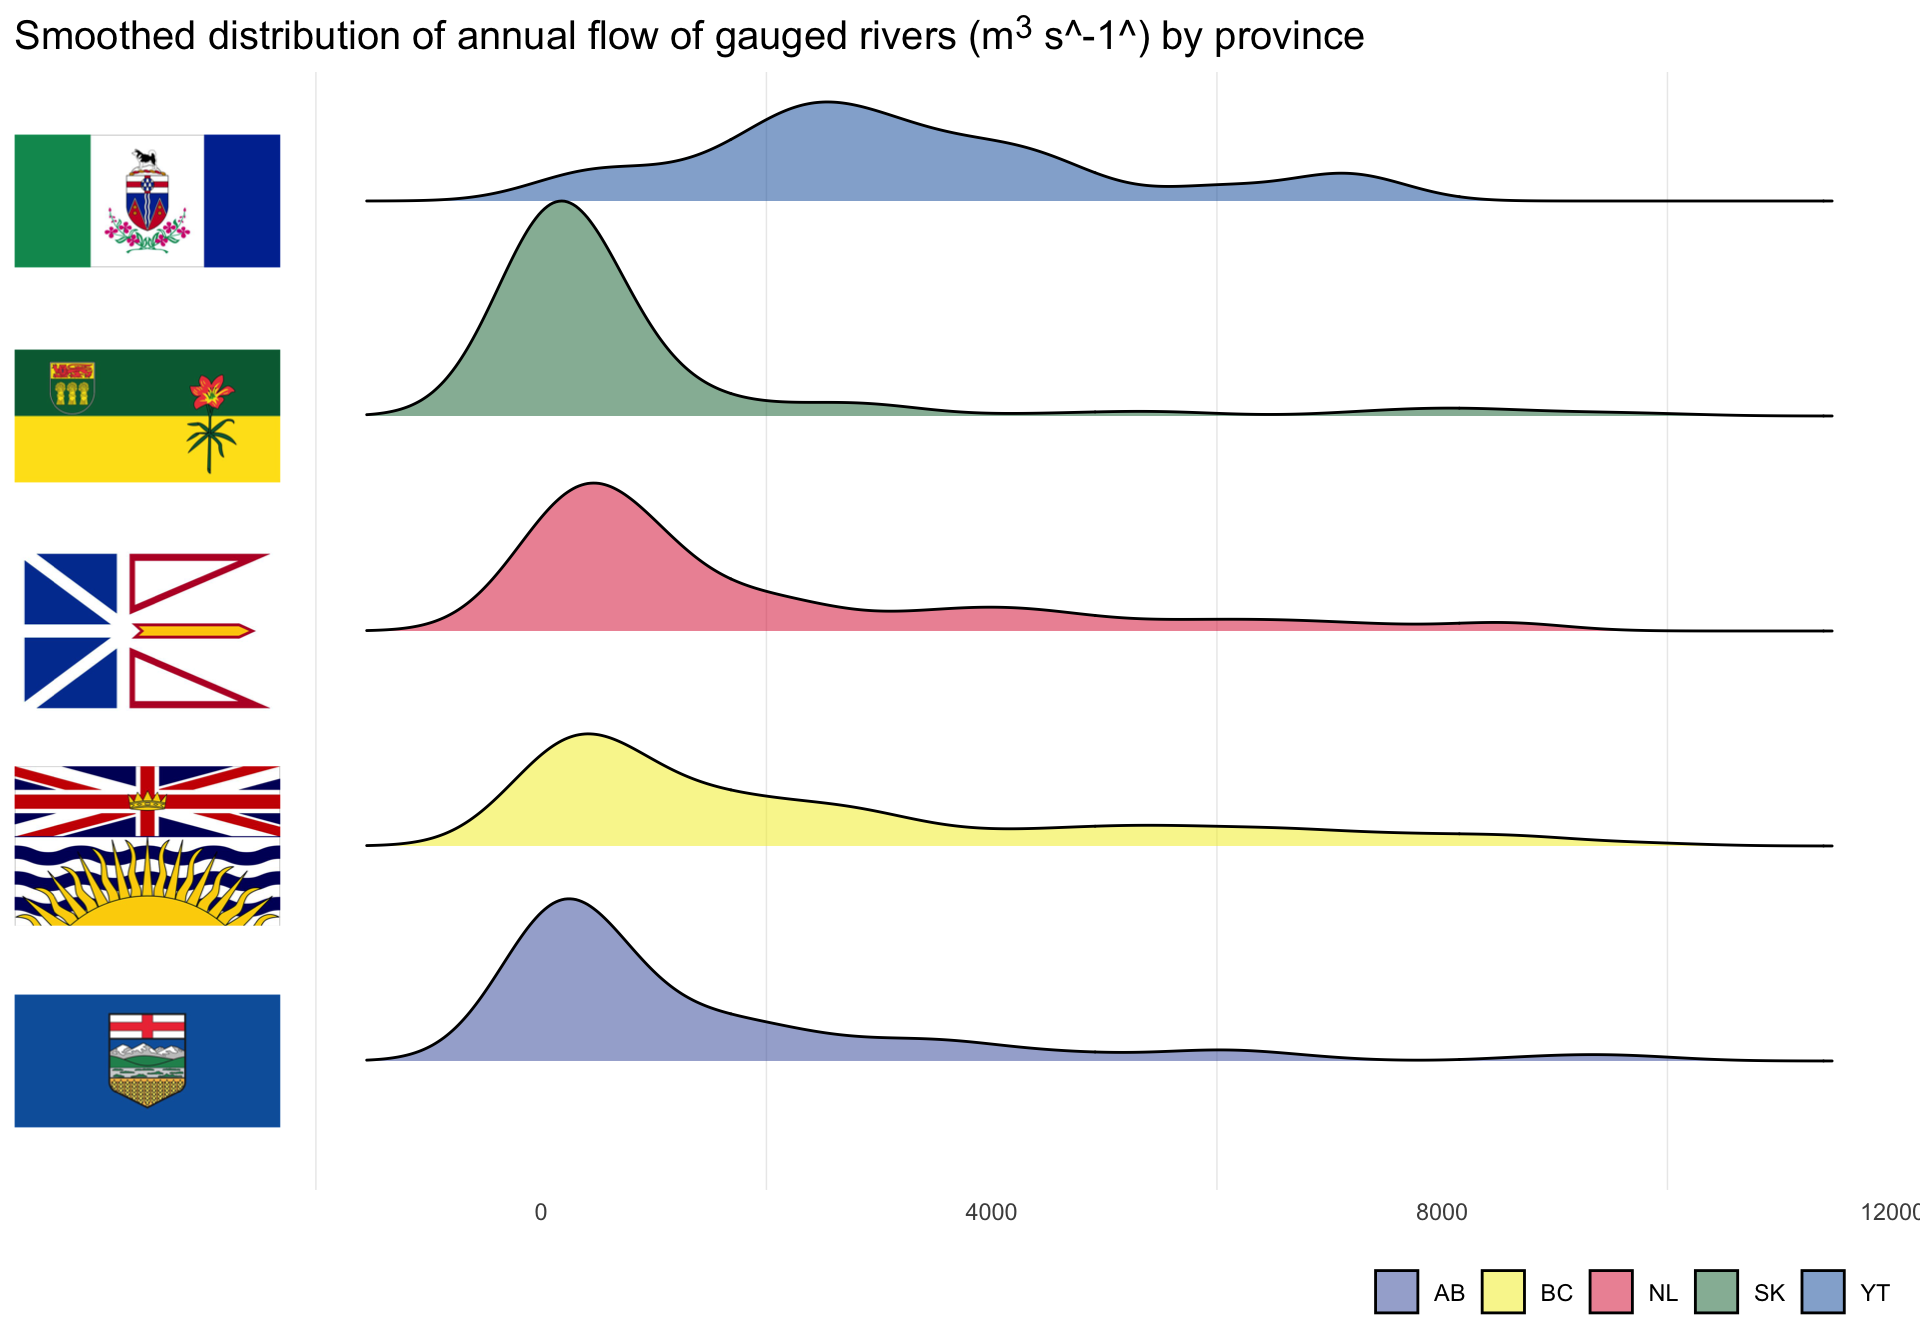 Smoothed distribution of annual flow of gauged rivers (m³ s^-1^) by province
0 4000 8000 12000
AB BC NL SK YT